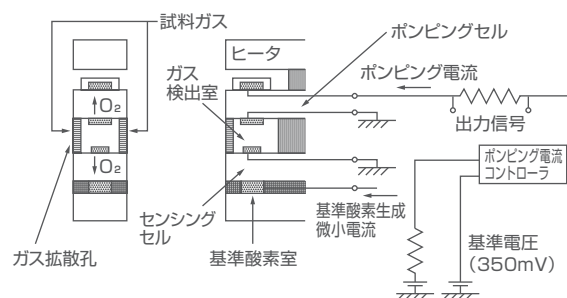 試料ガス
ヒータ
ポンピングセル
ガス
検出室
ポンピング電流
O₂
出力信号
ポンピング電流
コントローラ
O₂
センシング
セル
基準酸素生成
微小電流
ガス拡散孔
基準酸素室
基準電圧
(350mV)